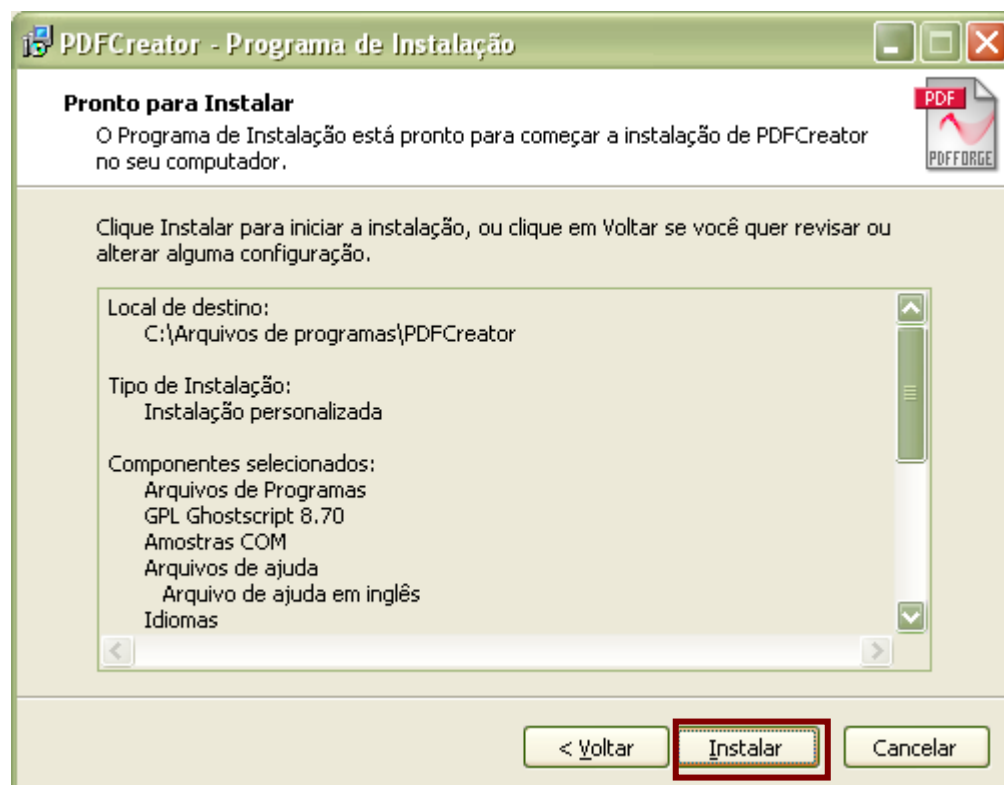 PDFCreator - Programa de Instalação
Pronto para Instalar
O Programa de Instalação está pronto para começar a instalação de PDFCreator
no seu computador.
PDF
PDFFORGE
Clique Instalar para iniciar a instalação, ou clique em Voltar se você quer revisar ou
alterar alguma configuração.
Local de destino:
C:\Arquivos de programas\PDFCreator
Tipo de Instalação:
Instalação personalizada
Componentes selecionados:
Arquivos de Programas
GPL Ghostscript 8.70
Amostras COM
Arquivos de ajuda
Arquivo de ajuda em inglês
Idiomas
< Voltar
Instalar
Cancelar